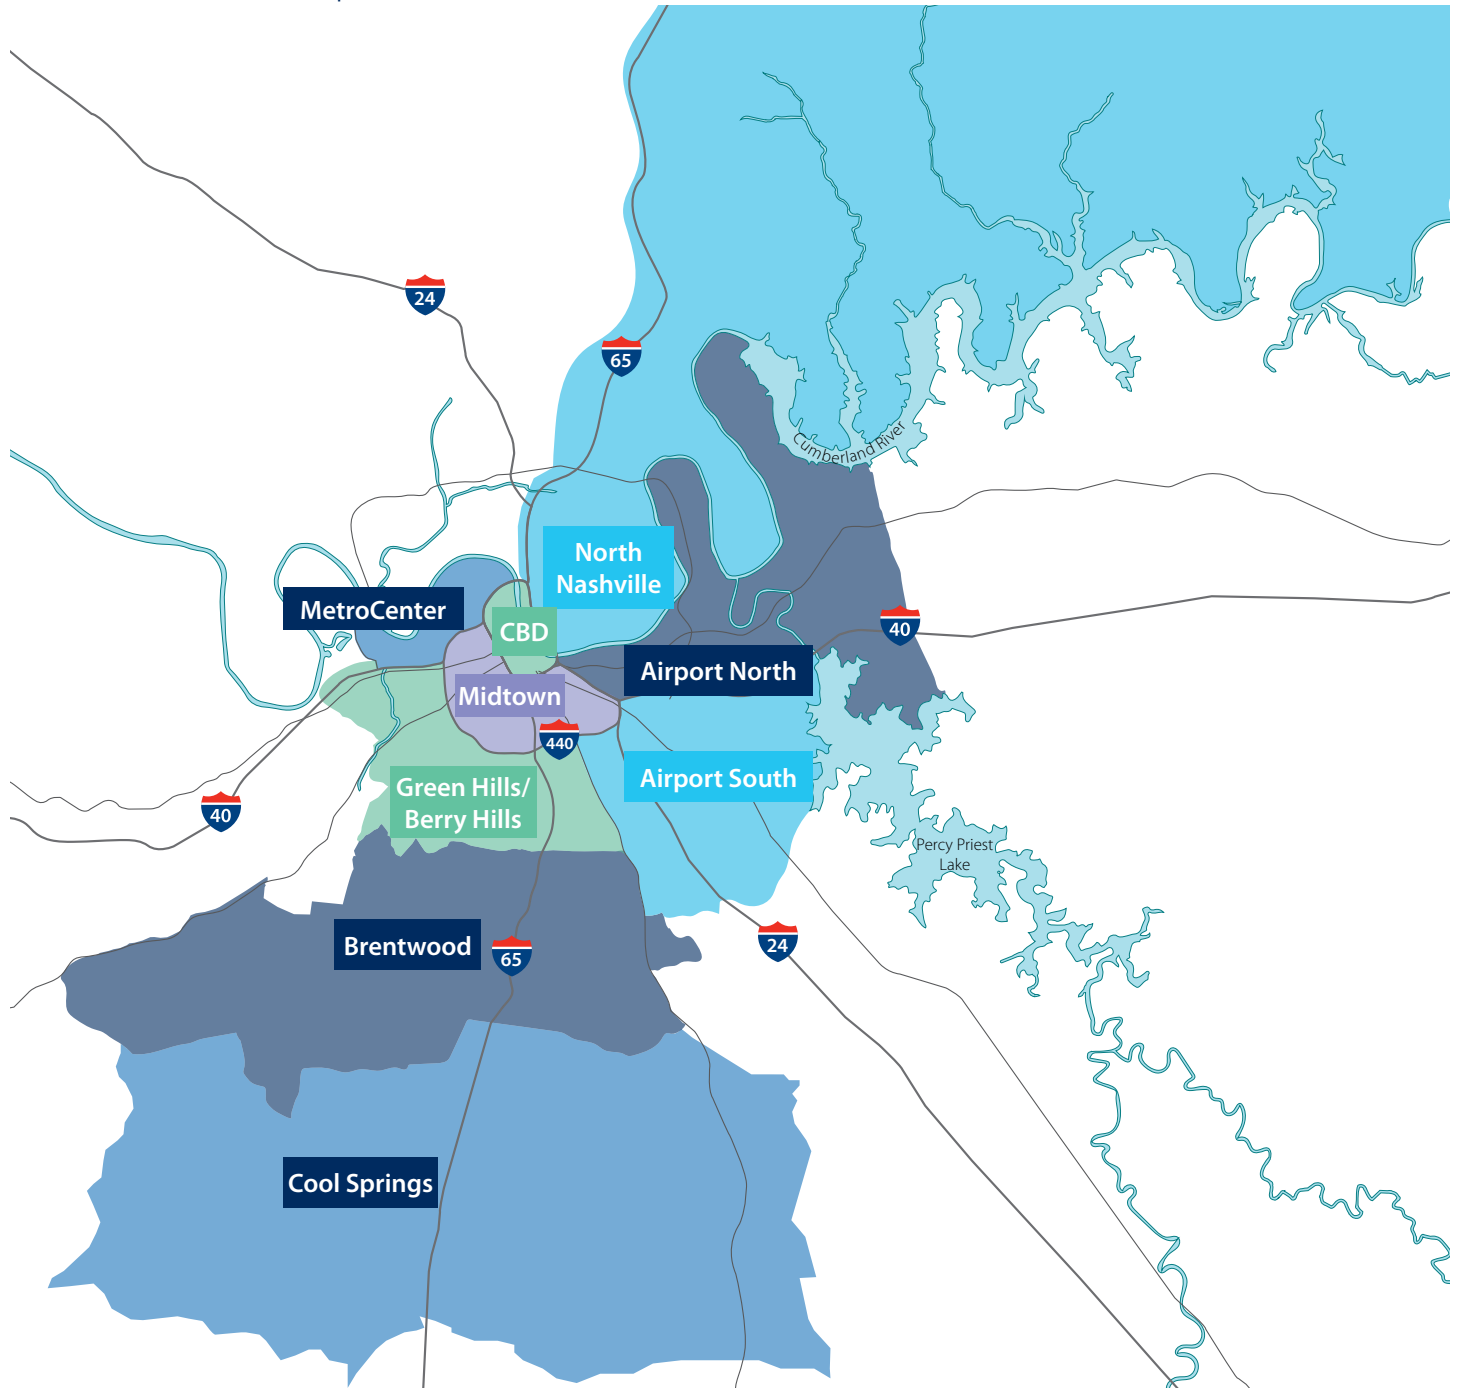 24
65
Cumberland River
North
Nashville
MetroCenter
CBD
40
Airport North
Midtown
440
Airport South
Green Hills/
Berry Hills
40
Percy Priest
Lake
Brentwood
65
24
Cool Springs